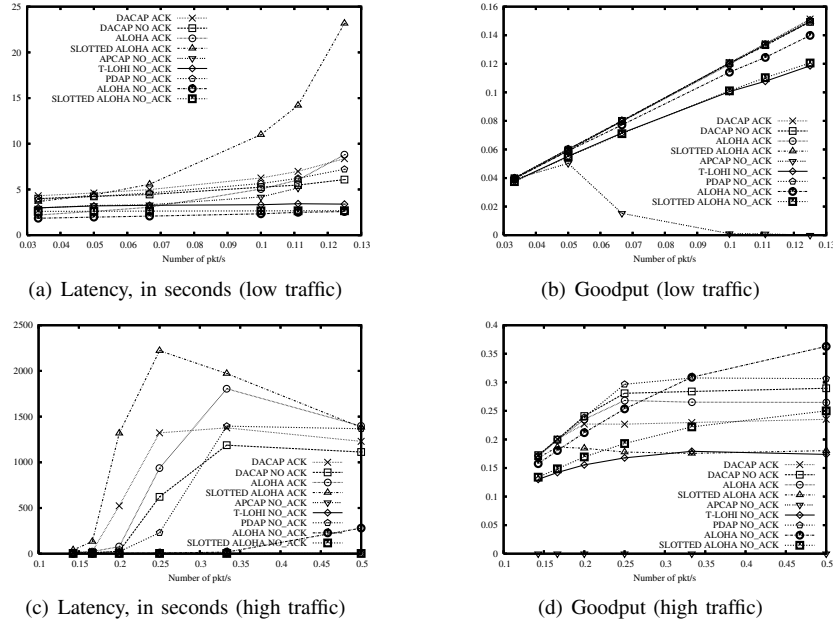 25
20
15
10
5
0
0.03 0.04 0.05 0.06 0.07 0.08 0.09 0.1 0.11 0.12 0.13
Number of pkt/s
DACAP ACK
DACAP NO ACK
ALOHA ACK
SLOTTED ALOHA ACK
APCAP NO_ACK
T-LOHI NO_ACK
PDAP NO_ACK
ALOHA NO_ACK
SLOTTED ALOHA NO_ACK
(a) Latency, in seconds (low traffic)
0.16
0.14
0.12
0.1
0.08
0.06
0.04
0.02
0
0.03 0.04 0.05 0.06 0.07 0.08 0.09 0.1 0.11 0.12 0.13
Number of pkt/s
DACAP ACK
DACAP NO ACK
ALOHA ACK
SLOTTED ALOHA ACK
APCAP NO_ACK
T-LOHI NO_ACK
PDAP NO_ACK
ALOHA NO_ACK
SLOTTED ALOHA NO_ACK
(b) Goodput (low traffic)
2500
2000
1500
1000
500
0
0.1 0.15 0.2 0.25 0.3 0.35 0.4 0.45 0.5
Number of pkt/s
DACAP ACK
DACAP NO ACK
ALOHA ACK
SLOTTED ALOHA ACK
APCAP NO_ACK
T-LOHI NO_ACK
PDAP NO_ACK
ALOHA NO_ACK
SLOTTED ALOHA NO_ACK
(c) Latency, in seconds (high traffic)
0.4
0.35
0.3
0.25
0.2
0.15
0.1
0.05
0
0.1 0.15 0.2 0.25 0.3 0.35 0.4 0.45 0.5
Number of pkt/s
DACAP ACK
DACAP NO ACK
ALOHA ACK
SLOTTED ALOHA ACK
APCAP NO_ACK
T-LOHI NO_ACK
PDAP NO_ACK
ALOHA NO_ACK
SLOTTED ALOHA NO_ACK
(d) Goodput (high traffic)